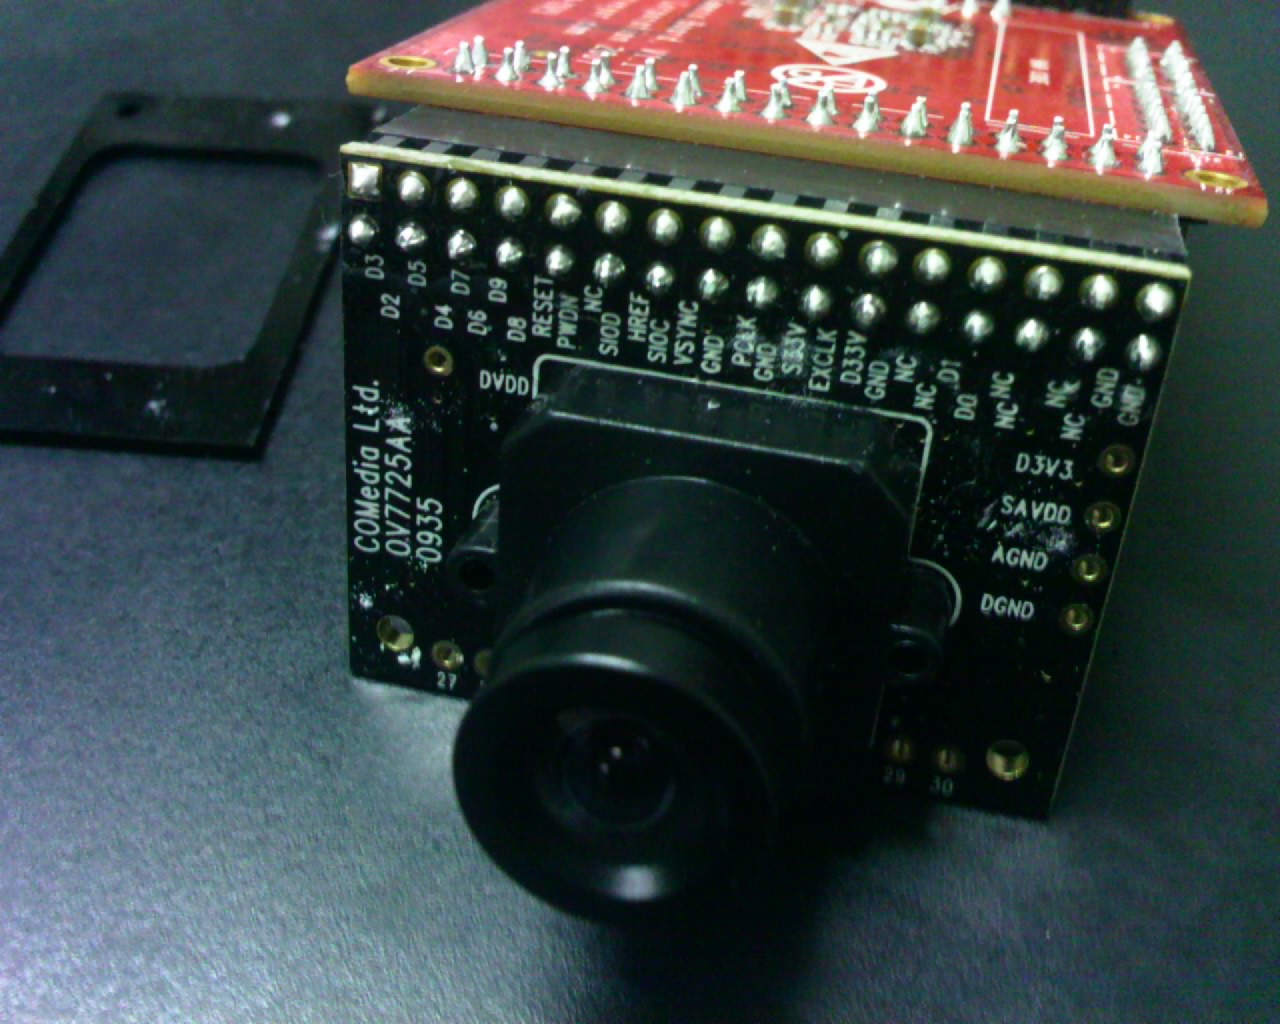 D3
D5
D7
D9
RESET
NC
HREF
VSYNC
PCLK
S33V
D33V
NC
D1
NC
NC
GND
D2
D4
D6
D8
PWDN
SIOD
SIOC
GND
GND
EXCLK
GND
NC
D0
NC
NC
GND
DVDD
COMedia Ltd.
OV7725AA
0935
D3V3
SAVDD
AGND
DGND
27
29
30